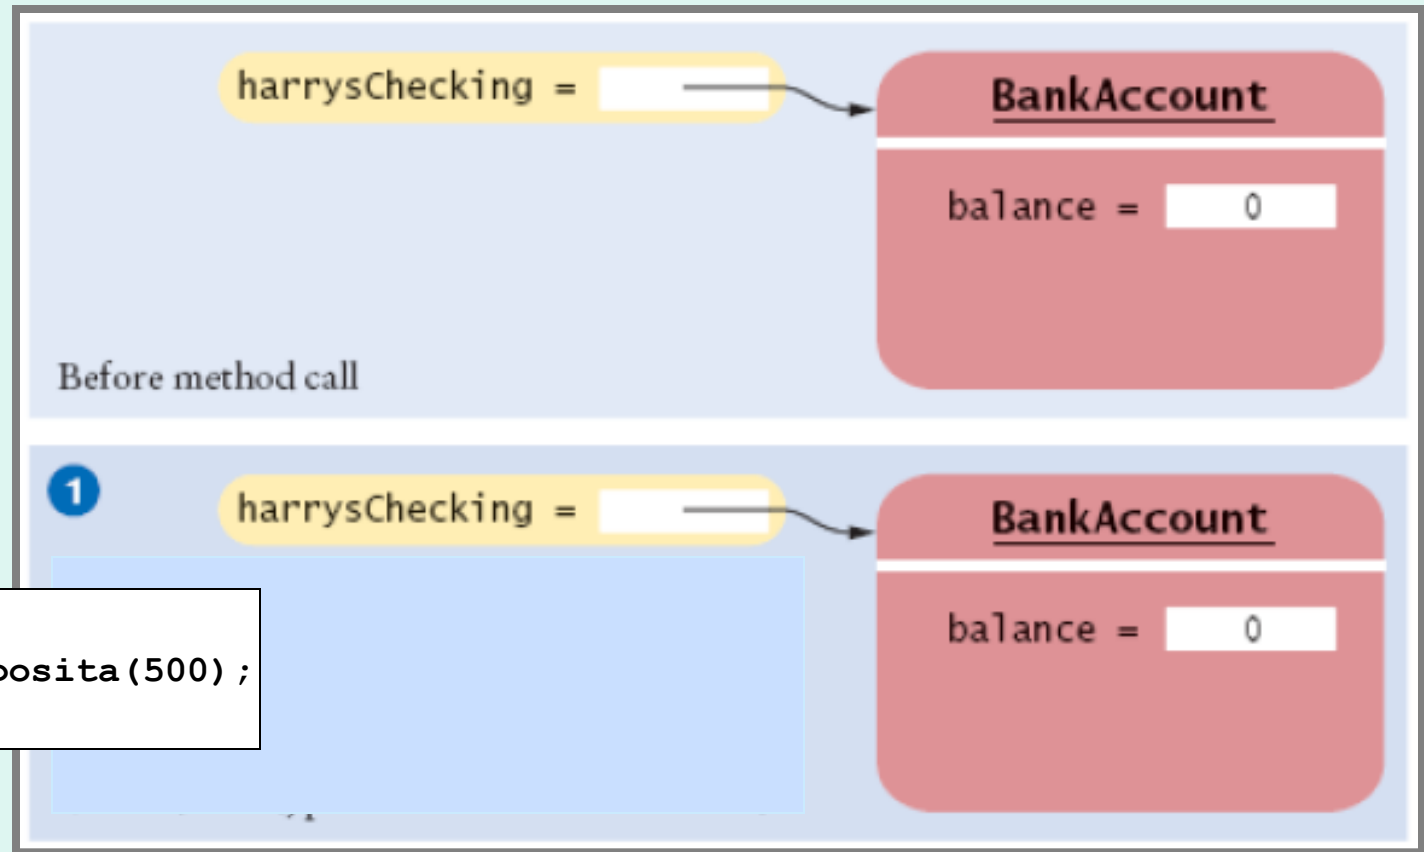 harrysChecking =
BankAccount
balance = 0
Before method call
1
harrysChecking =
BankAccount
posita(500);
balance = 0